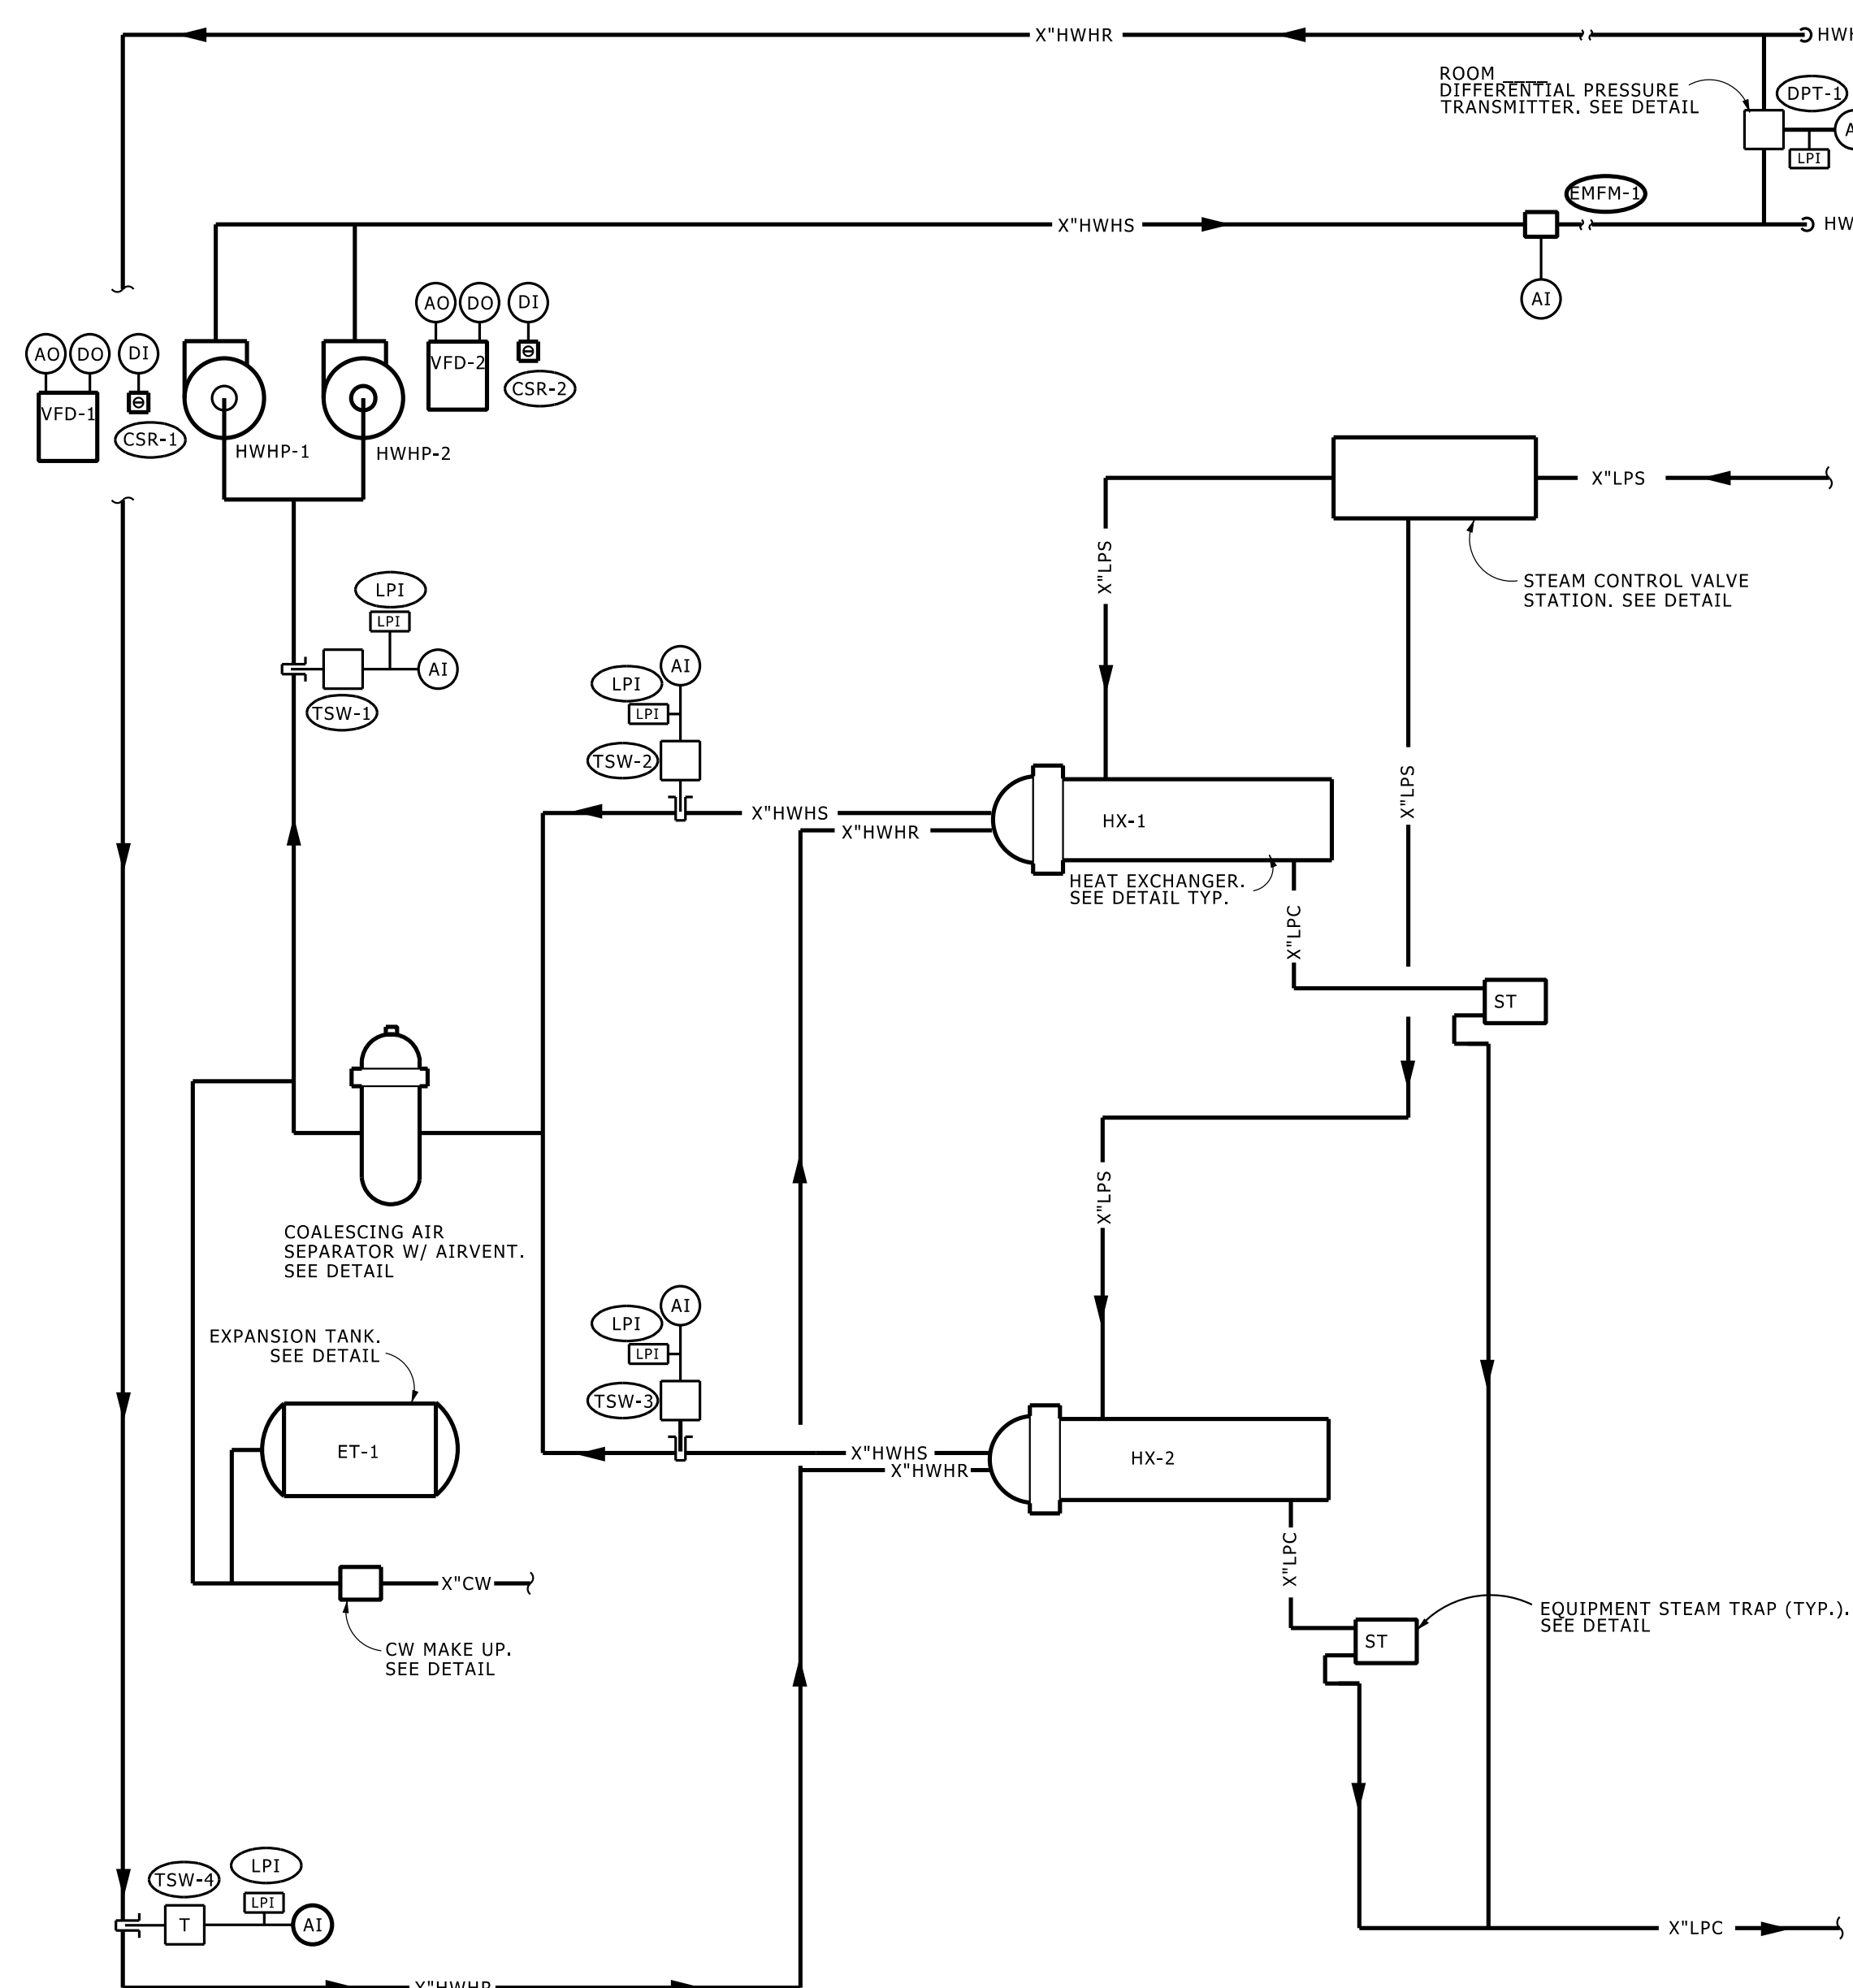 X"HWHR
ROOM ____
DIFFERENTIAL PRESSURE
TRANSMITTER. SEE DETAIL
DPT-1
LPI
EMFM-1
X"HWHS
AI
AO DO DI
VFD-2
CSR-2
AO DO DI
VFD-1
CSR-1
HWHP-1
HWHP-2
X"LPS
X"LPS
STEAM CONTROL VALVE
STATION. SEE DETAIL
LPI
LPI
AI
TSW-1
AI
LPI
LPI
TSW-2
X"LPS
X"HWHS
X"HWHR
HX-1
HEAT EXCHANGER.
SEE DETAIL TYP.
X"LPC
ST
COALESCING AIR
SEPARATOR W/ AIRVENT.
SEE DETAIL
X"LPS
EXPANSION TANK.
SEE DETAIL
AI
LPI
LPI
TSW-3
ET-1
X"HWHS
X"HWHR
HX-2
X"LPC
X"CW
CW MAKE UP.
SEE DETAIL
EQUIPMENT STEAM TRAP (TYP.).
SEE DETAIL
ST
TSW-4
LPI
LPI
T
AI
X"LPC
X"HWHR